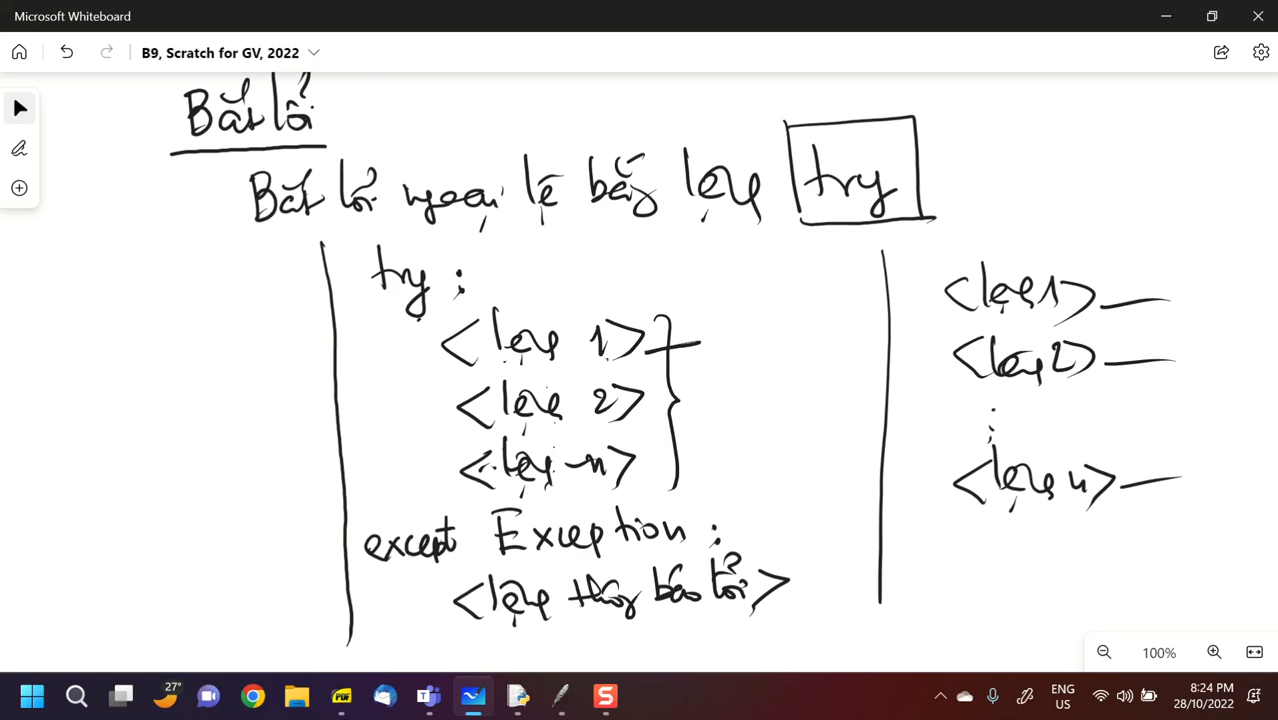 Microsoft Whiteboard
B9, Scratch for GV, 2022
Bắt lỗi
Bắt lỗi ngoại lệ bằng lệnh try
try :
<lệnh 1>
<lệnh 2>
<lệnh n>
except Exception :
<lệnh thông báo lỗi>
<lệnh 1>
<lệnh 2>
⋮
<lệnh n>
100%
27°
PDF
ENG
US
8:24 PM
28/10/2022